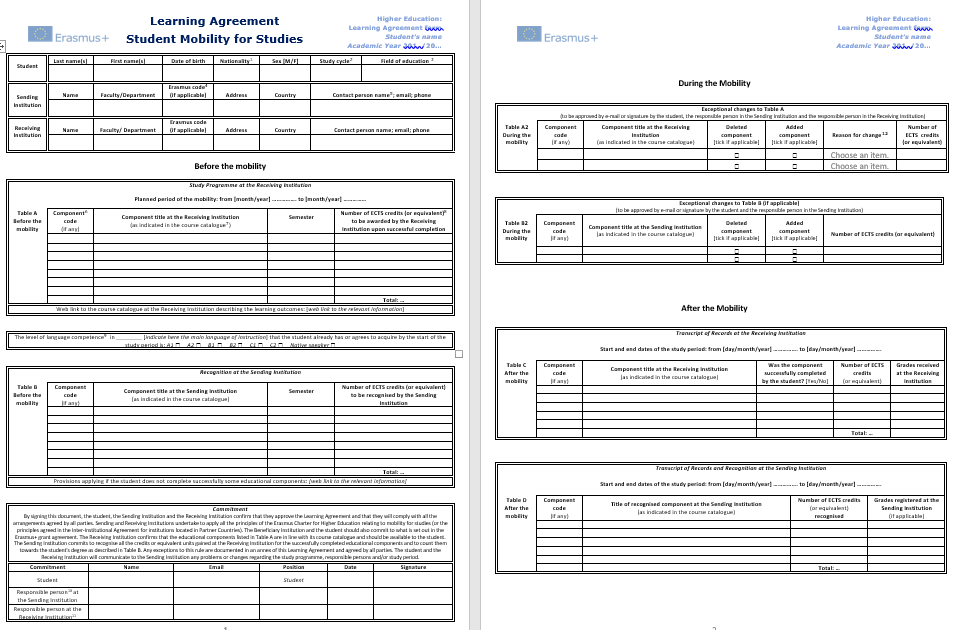 Learning Agreement
Student Mobility for Studies
Erasmus+
Higher Education:
Learning Agreement
Student's name
Academic Year 20…
Student
Last name(s) First name(s) Date of birth Nationality1 Sex [M/F] Study cycle2 Field of education 3
Sending Institution
Name Faculty/Department Erasmus code4 (if applicable) Address Country Contact person name5; email; phone
Receiving Institution
Name Faculty/ Department Erasmus code (if applicable) Address Country Contact person name; email; phone
Before the mobility
Study Programme at the Receiving Institution
Planned period of the mobility: from [month/year] ................ to [month/year] ...............
Table A Before the mobility
Component6 code (if any)
Component title at the Receiving Institution (as indicated in the course catalogue7)
Semester
Number of ECTS credits (or equivalent)8 to be awarded by the Receiving Institution upon successful completion
Total: …
Web link to the course catalogue at the Receiving Institution describing the learning outcomes: [web link to the relevant information]
The level of language competence9 in ________ [indicate here the main language of instruction] that the student already has or agrees to acquire by the start of the
study period is: A1 ☐ A2 ☐ B1 ☐ B2 ☐ C1 ☐ C2 ☐ Native speaker ☐
Recognition at the Sending Institution
Table B Before the mobility
Component code (if any)
Component title at the Sending Institution (as indicated in the course catalogue)
Semester
Number of ECTS credits (or equivalent) to be recognised by the Sending Institution
Total: …
Provisions applying if the student does not complete successfully some educational components: [web link to the relevant information]
Commitment
By signing this document, the student, the Sending Institution and the Receiving Institution confirm that they approve the Learning Agreement and that they will comply with all the
arrangements agreed by all parties. Sending and Receiving Institutions undertake to apply all the principles of the Erasmus Charter for Higher Education relating to mobility for studies (or the
principles agreed in the Inter-Institutional Agreement for institutions located in Partner Countries). The Beneficiary Institution and the student should also commit to what is set out in the
Erasmus+ grant agreement. The Receiving Institution confirms that the educational components listed in Table A are in line with its course catalogue and should be available to the student.
The Sending Institution commits to recognise all the credits or equivalent units gained at the Receiving Institution for the successfully completed educational components and to count them
towards the student's degree as described in Table B. Any exceptions to this rule are documented in an annex of this Learning Agreement and agreed by all parties. The student and the
Receiving Institution will communicate to the Sending Institution any problems or changes regarding the study programme, responsible persons and/or study period.
Commitment Name Email Position Date Signature
Student Student
Responsible person10 at the Sending Institution
Responsible person at the Receiving Institution11
1
Erasmus+
Higher Education:
Learning Agreement
Student's name
Academic Year 20…
During the Mobility
Exceptional changes to Table A
(to be approved by e-mail or signature by the student, the responsible person in the Sending Institution and the responsible person in the Receiving Institution)
Table A2 During the mobility
Component code (if any)
Component title at the Receiving Institution (as indicated in the course catalogue)
Deleted component [tick if applicable]
Added component [tick if applicable]
Reason for change12
Number of ECTS credits (or equivalent)
☐ ☐ Choose an item.
☐ ☐ Choose an item.
Exceptional changes to Table B (if applicable)
(to be approved by e-mail or signature by the student and the responsible person in the Sending Institution)
Table B2 During the mobility
Component code (if any)
Component title at the Sending Institution (as indicated in the course catalogue)
Deleted component [tick if applicable]
Added component [tick if applicable]
Number of ECTS credits (or equivalent)
☐ ☐
☐ ☐
After the Mobility
Transcript of Records at the Receiving Institution
Start and end dates of the study period: from [day/month/year] ................ to [day/month/year] ...............
Table C After the mobility
Component code (if any)
Component title at the Receiving Institution (as indicated in the course catalogue)
Was the component successfully completed by the student? [Yes/No]
Number of ECTS credits (or equivalent)
Grades received at the Receiving Institution
Total: …
Transcript of Records and Recognition at the Sending Institution
Start and end dates of the study period: from [day/month/year] ................ to [day/month/year] ...............
Table D After the mobility
Component code (if any)
Title of recognised component at the Sending Institution (as indicated in the course catalogue)
Number of ECTS credits (or equivalent) recognised
Grades registered at the Sending Institution (if applicable)
Total: …
2